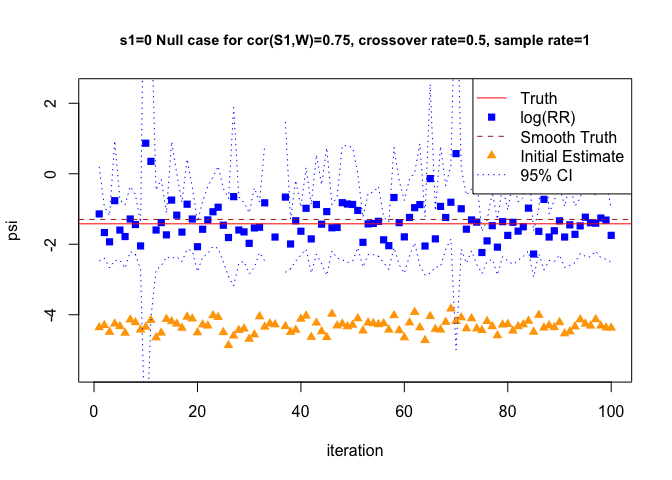 s1=0 Null case for cor(S1,W)=0.75, crossover rate=0.5, sample rate=1
Truth
log(RR)
Smooth Truth
Initial Estimate
95% CI
2
0
-2
-4
psi
0 20 40 60 80 100
iteration